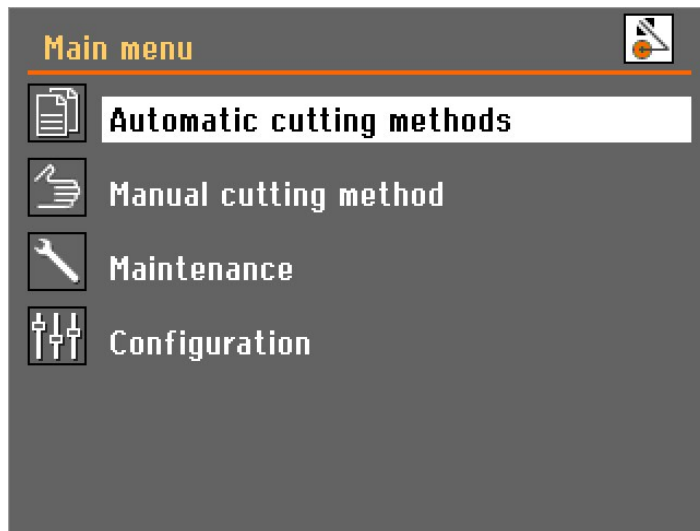 Main menu
Automatic cutting methods
Manual cutting method
Maintenance
Configuration